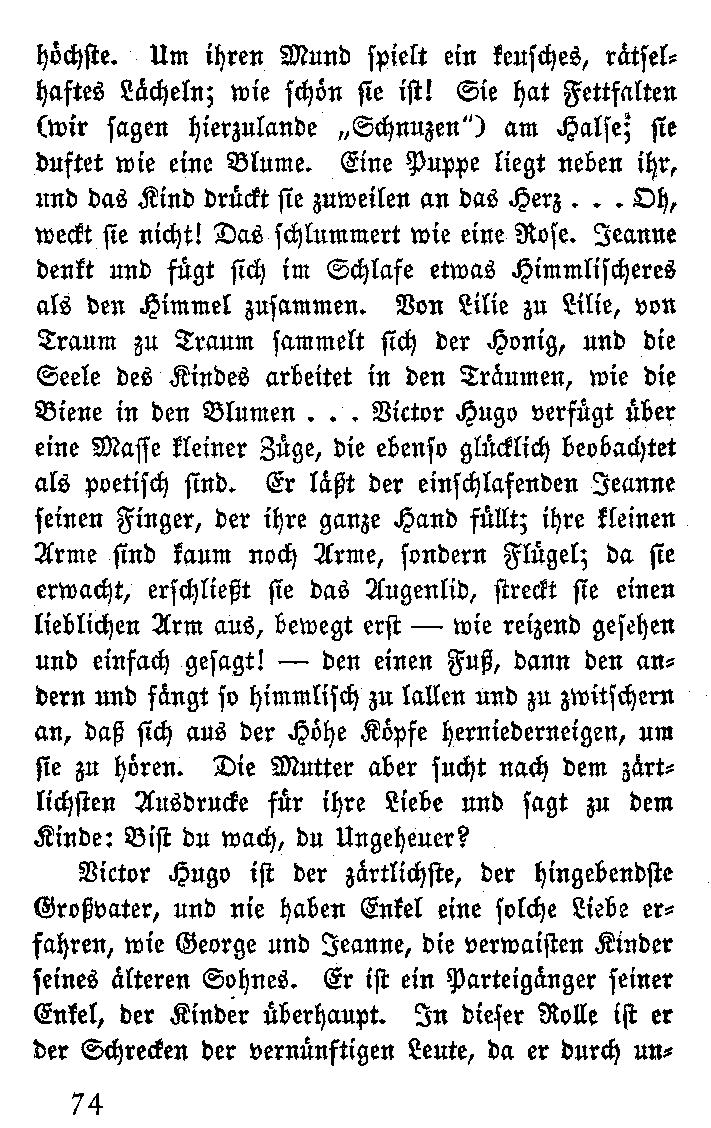 höchste. Um ihren Mund spielt ein keusches, rätsel-
haftes Lächeln; wie schön sie ist! Sie hat Fettfalten
(wir sagen hierzulande „Schnuzen“) am Halse; sie
duftet wie eine Blume. Eine Puppe liegt neben ihr,
und das Kind drückt sie zuweilen an das Herz . . . Oh,
weckt sie nicht! Das schlummert wie eine Rose. Jeanne
denkt und fügt sich im Schlafe etwas Himmlischeres
als den Himmel zusammen. Von Lilie zu Lilie, von
Traum zu Traum sammelt sich der Honig, und die
Seele des Kindes arbeitet in den Träumen, wie die
Biene in den Blumen . . . Victor Hugo verfügt über
eine Masse kleiner Züge, die ebenso glücklich beobachtet
als poetisch sind. Er läßt der einschlafenden Jeanne
seinen Finger, der ihre ganze Hand füllt; ihre kleinen
Arme sind kaum noch Arme, sondern Flügel; da sie
erwacht, erschließt sie das Augenlid, streckt sie einen
lieblichen Arm aus, bewegt erst — wie reizend gesehen
und einfach gesagt! — den einen Fuß, dann den an-
dern und fängt so himmlisch zu lallen und zu zwitschern
an, daß sich aus der Höhe Köpfe herniederneigen, um
sie zu hören. Die Mutter aber sucht nach dem zärt-
lichsten Ausdrucke für ihre Liebe und sagt zu dem
Kinde: Bist du wach, du Ungeheuer?
Victor Hugo ist der zärtlichste, der hingebendste
Großvater, und nie haben Enkel eine solche Liebe er-
fahren, wie George und Jeanne, die verwaisten Kinder
seines älteren Sohnes. Er ist ein Parteigänger seiner
Enkel, der Kinder überhaupt. In dieser Rolle ist er
der Schrecken der vernünftigen Leute, da er durch un-
74